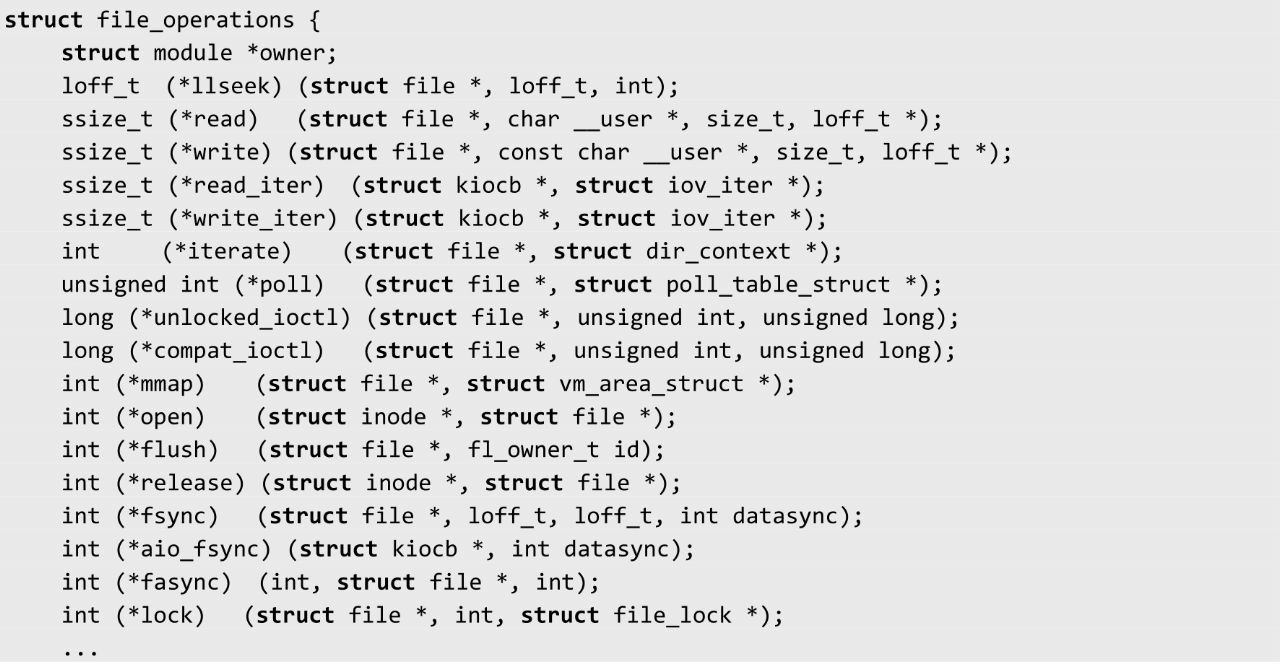 struct file_operations {
    struct module *owner;
    loff_t  (*llseek) (struct file *, loff_t, int);
    ssize_t (*read)   (struct file *, char __user *, size_t, loff_t *);
    ssize_t (*write) (struct file *, const char __user *, size_t, loff_t *);
    ssize_t (*read_iter)  (struct kiocb *, struct iov_iter *);
    ssize_t (*write_iter) (struct kiocb *, struct iov_iter *);
    int     (*iterate)    (struct file *, struct dir_context *);
    unsigned int (*poll)   (struct file *, struct poll_table_struct *);
    long (*unlocked_ioctl) (struct file *, unsigned int, unsigned long);
    long (*compat_ioctl)   (struct file *, unsigned int, unsigned long);
    int (*mmap)    (struct file *, struct vm_area_struct *);
    int (*open)    (struct inode *, struct file *);
    int (*flush)   (struct file *, fl_owner_t id);
    int (*release) (struct inode *, struct file *);
    int (*fsync)   (struct file *, loff_t, loff_t, int datasync);
    int (*aio_fsync) (struct kiocb *, int datasync);
    int (*fasync)  (int, struct file *, int);
    int (*lock)   (struct file *, int, struct file_lock *);
    ...